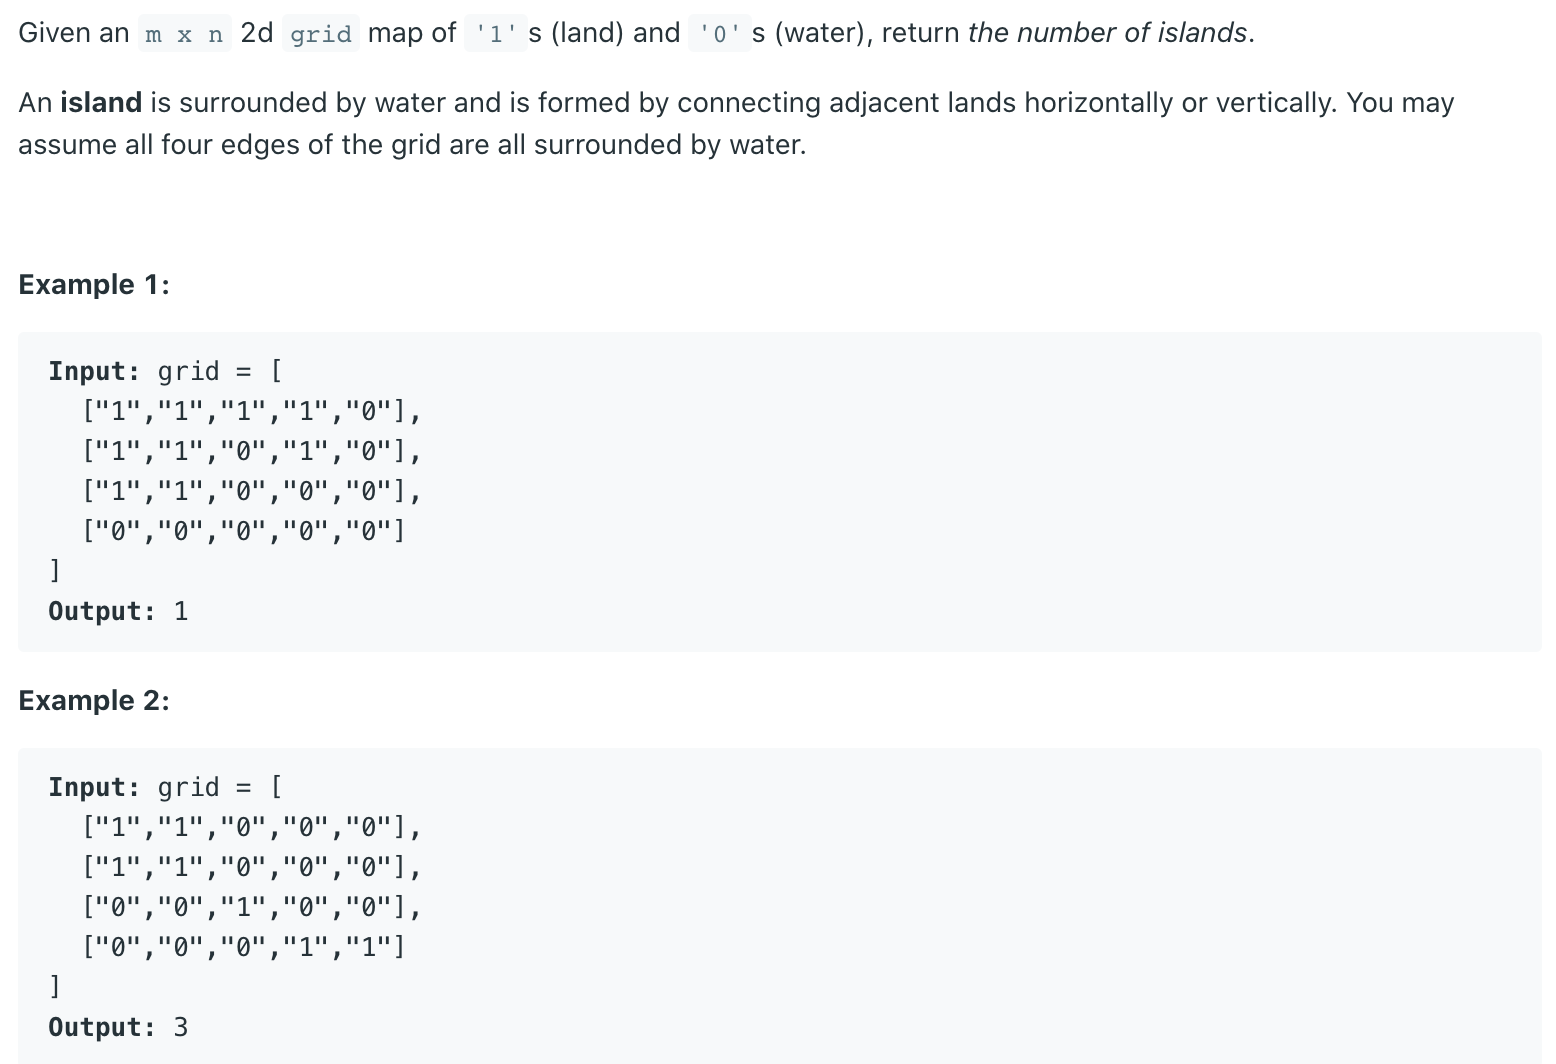 Given an m x n 2d grid map of '1's (land) and '0's (water), return the number of islands.
An island is surrounded by water and is formed by connecting adjacent lands horizontally or vertically. You may
assume all four edges of the grid are all surrounded by water.
Example 1:
Input: grid = [
["1","1","1","1","0"],
["1","1","0","1","0"],
["1","1","0","0","0"],
["0","0","0","0","0"]
]
Output: 1
Example 2:
Input: grid = [
["1","1","0","0","0"],
["1","1","0","0","0"],
["0","0","1","0","0"],
["0","0","0","1","1"]
]
Output: 3